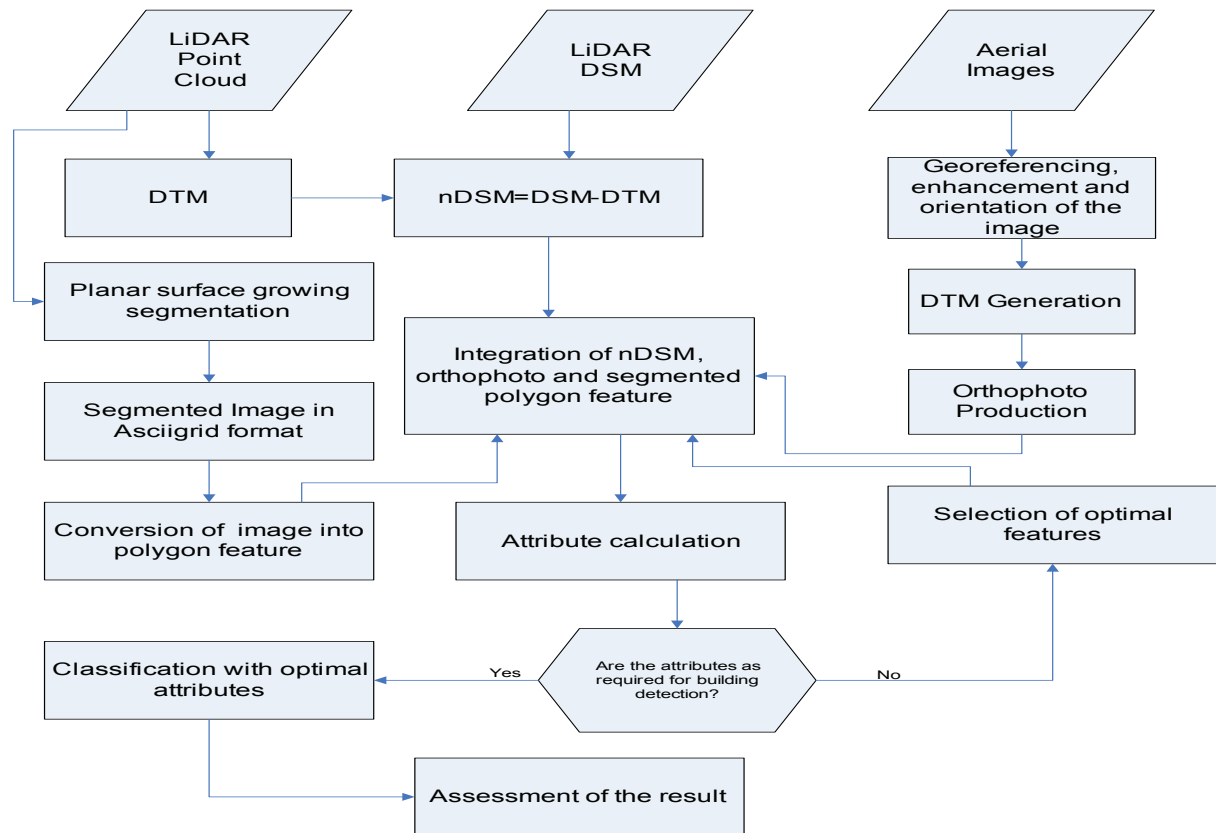 LiDAR
Point
Cloud
LiDAR
DSM
Aerial
Images
DTM
nDSM=DSM-DTM
Georeferencing,
enhancement and
orientation of the
image
Planar surface growing
segmentation
DTM Generation
Integration of nDSM,
orthophoto and segmented
polygon feature
Orthophoto
Production
Segmented Image in
Asciigrid format
Conversion of image into
polygon feature
Attribute calculation
Selection of optimal
features
Are the attributes as
required for building
detection?
Yes
No
Classification with optimal
attributes
Assessment of the result